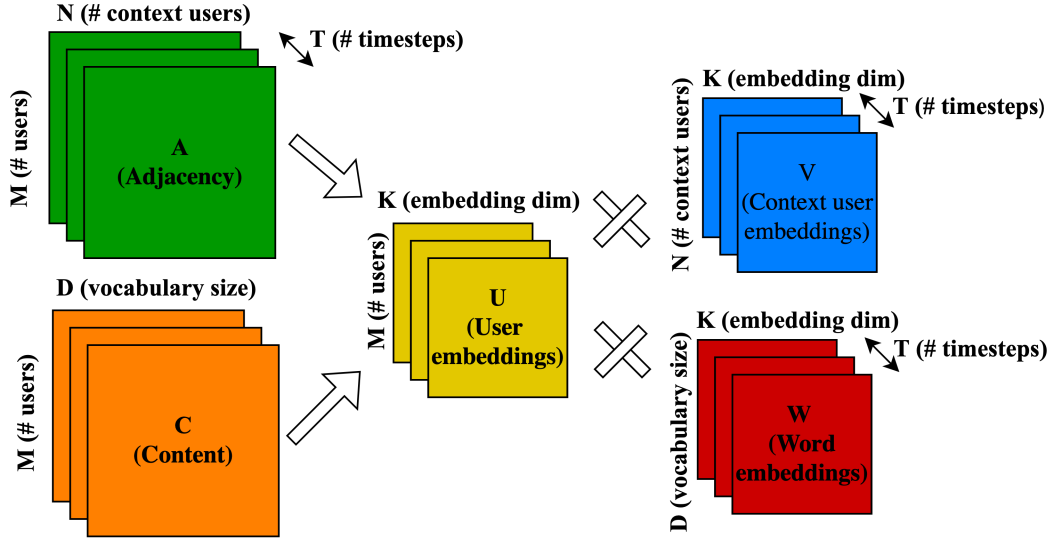 N (# context users)
T (# timesteps)
M (# users)
A
(Adjacency)
D (vocabulary size)
M (# users)
C
(Content)
K (embedding dim)
M (# users)
U
(User
embeddings)
K (embedding dim)
T (# timesteps)
N (# context users)
V
(Context user
embeddings)
K (embedding dim)
T (# timesteps)
D (vocabulary size)
W
(Word
embeddings)